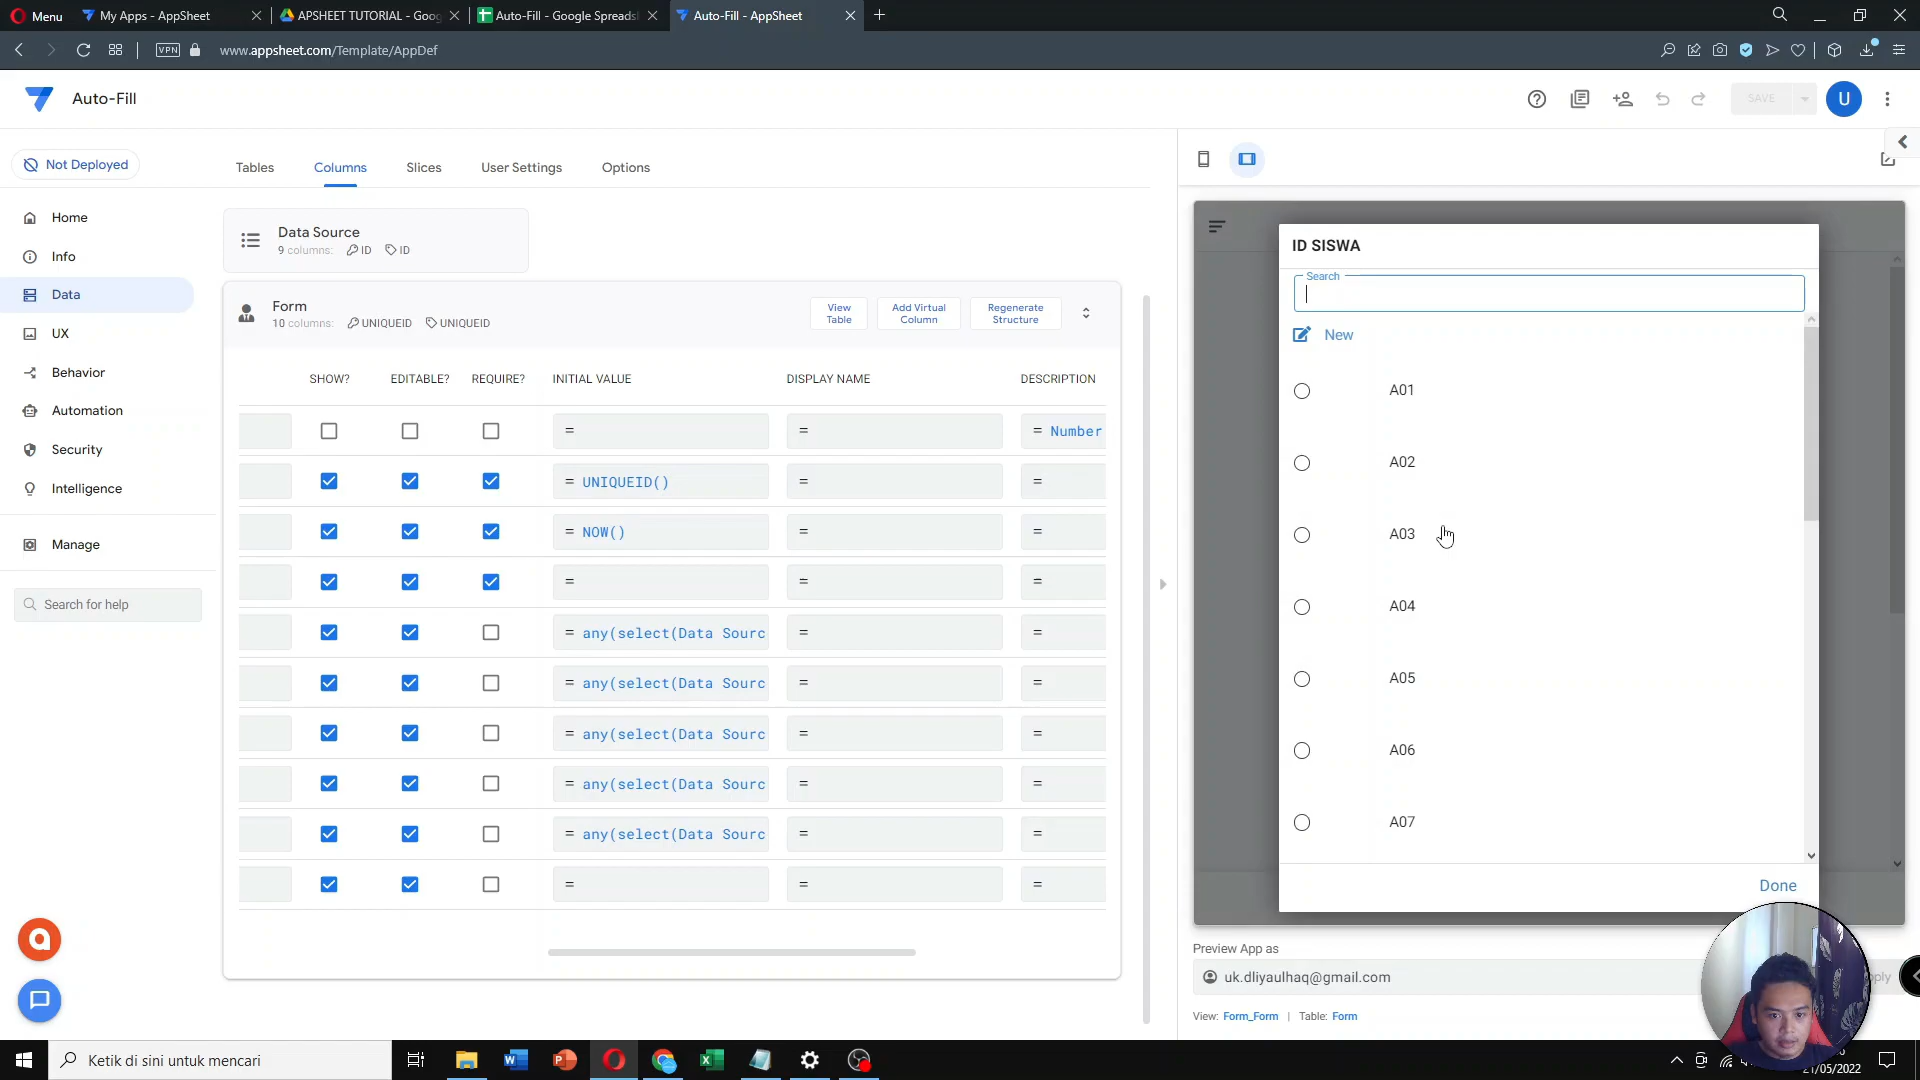 Menu
My Apps - AppSheet
APSHEET TUTORIAL - Goog
Auto-Fill - Google Spreads
Auto-Fill - AppSheet
VPN
www.appsheet.com/Template/AppDef
Auto-Fill
SAVE
U
Not Deployed
Home
Info
Data
UX
Behavior
Automation
Security
Intelligence
Manage
Search for help
Tables
Columns
Slices
User Settings
Options
Data Source
9 columns: ID ID
Form
10 columns: UNIQUEID UNIQUEID
View Table
Add Virtual Column
Regenerate Structure
SHOW? EDITABLE? REQUIRE? INITIAL VALUE DISPLAY NAME DESCRIPTION
= = = Number
= UNIQUEID() = =
= NOW() = =
= = =
= any(select(Data Sourc = =
= any(select(Data Sourc = =
= any(select(Data Sourc = =
= any(select(Data Sourc = =
= any(select(Data Sourc = =
= = =
ID SISWA
Search
New
A01
A02
A03
A04
A05
A06
A07
Done
Preview App as
uk.dliyaulhaq@gmail.com
View: Form_Form | Table: Form
Ketik di sini untuk mencari
21/05/2022